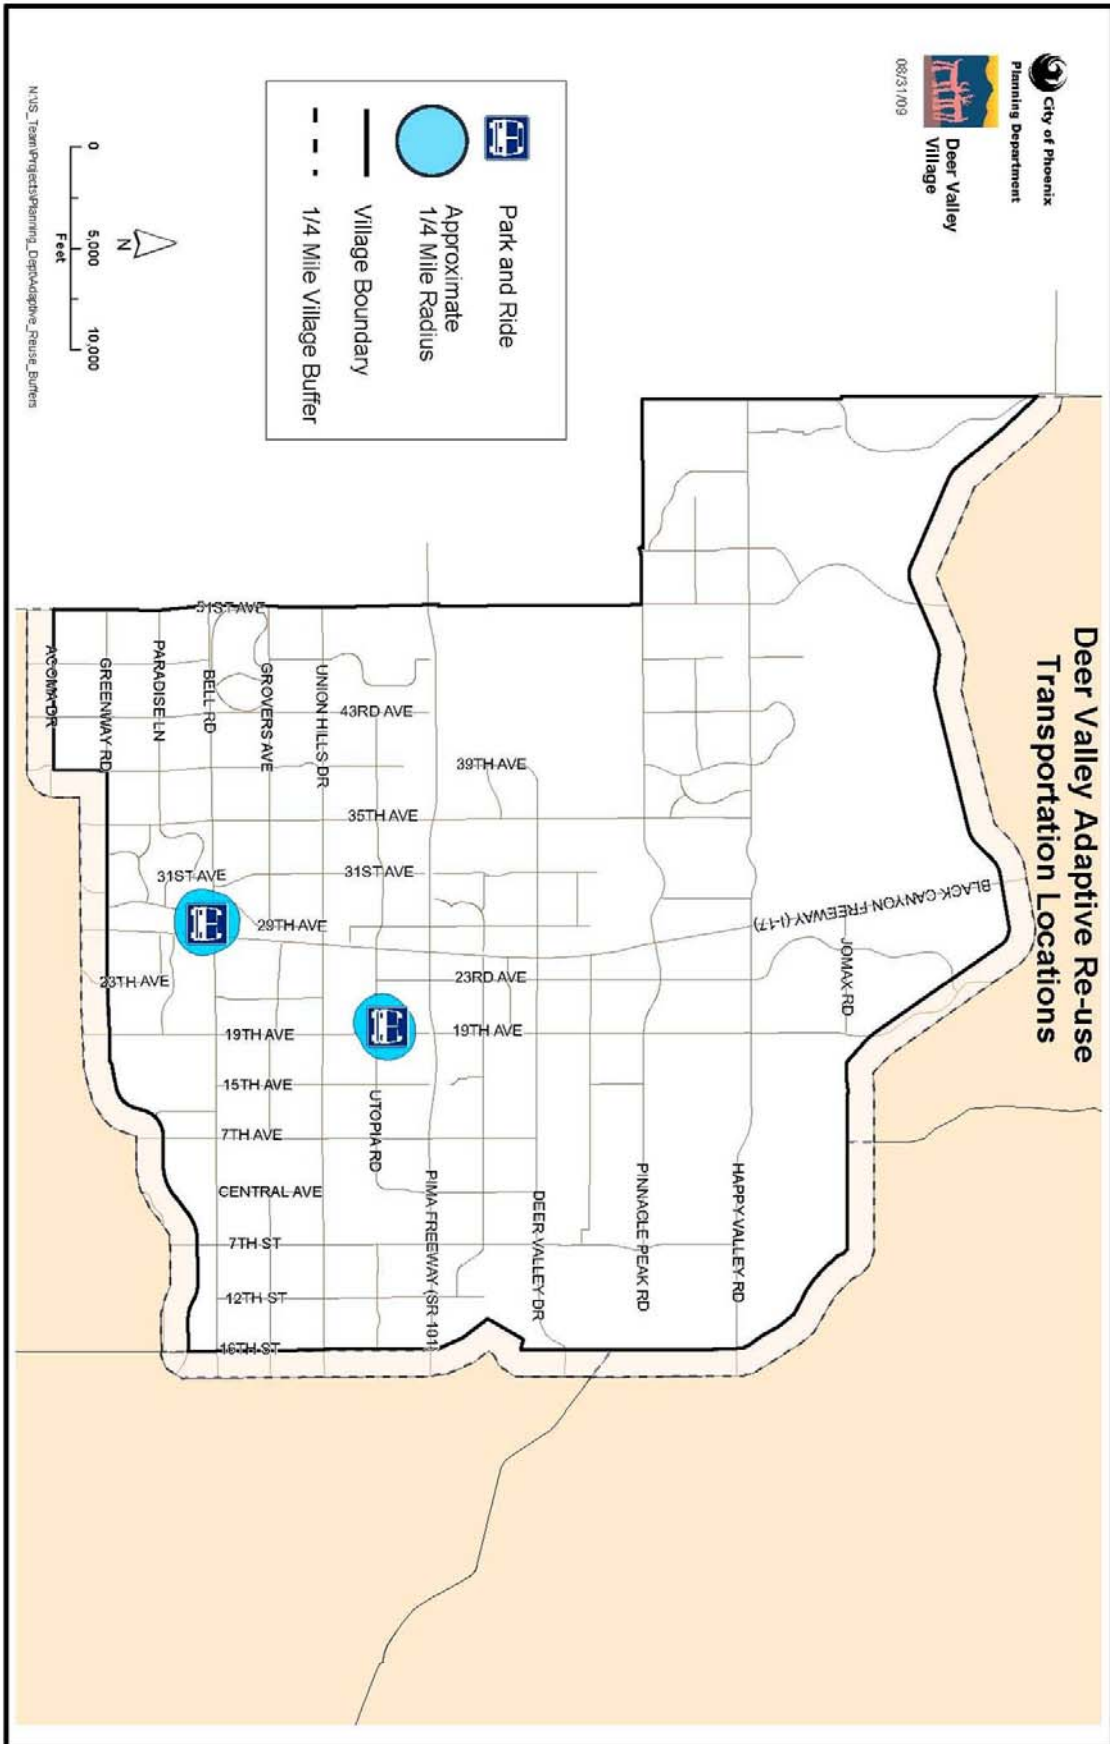 Deer Valley Adaptive Re-use
Transportation Locations
City of Phoenix
Planning Department
Deer Valley
Village
08/31/09
Park and Ride
Approximate
1/4 Mile Radius
Village Boundary
1/4 Mile Village Buffer
N
0 5,000 10,000
Feet
N:\IS_Team\Projects\Planning_Dept\Adaptive_Reuse_Buffers
BLACK CANYON FREEWAY (I-17)
JOMAX RD
HAPPY VALLEY RD
PINNACLE PEAK RD
DEER VALLEY DR
39TH AVE
23RD AVE
19TH AVE
PIMA FREEWAY (SR 101)
43RD AVE
35TH AVE
31ST AVE
UTOPIA RD
UNION HILLS DR
GROVERS AVE
29TH AVE
51ST AVE
BELL RD
19TH AVE
15TH AVE
7TH AVE
CENTRAL AVE
7TH ST
12TH ST
16TH ST
PARADISE LN
31ST AVE
GREENWAY RD
23TH AVE
ACOMA DR